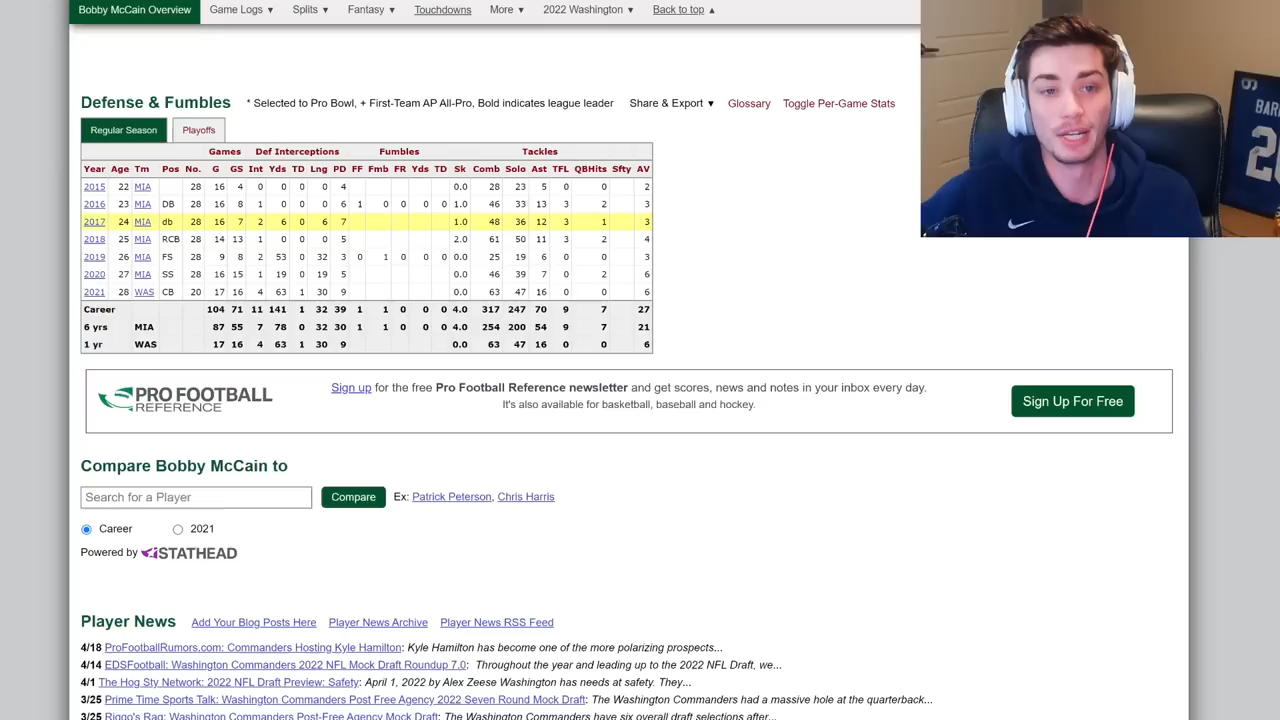 Bobby McCain Overview Game Logs ▼ Splits ▼ Fantasy ▼ Touchdowns More ▼ 2022 Washington ▼ Back to top ▲
Defense & Fumbles * Selected to Pro Bowl, + First-Team AP All-Pro, Bold indicates league leader Share & Export ▼ Glossary Toggle Per-Game Stats
Regular Season Playoffs
Games Def Interceptions Fumbles Tackles
Year Age Tm Pos No. G GS Int Yds TD Lng PD FF Fmb FR Yds TD Sk Comb Solo Ast TFL QBHits Sfty AV
2015 22 MIA 28 16 4 0 0 0 0 4 0.0 28 23 5 0 0 2
2016 23 MIA DB 28 16 8 1 0 0 0 6 1 0 0 0 0 1.0 46 33 13 3 2 3
2017 24 MIA db 28 16 7 2 6 0 6 7 1.0 48 36 12 3 1 3
2018 25 MIA RCB 28 14 13 1 0 0 0 5 2.0 61 50 11 3 2 4
2019 26 MIA FS 28 9 8 2 53 0 32 3 0 1 0 0 0 0.0 25 19 6 0 0 3
2020 27 MIA SS 28 16 15 1 19 0 19 5 0.0 46 39 7 0 2 6
2021 28 WAS CB 20 17 16 4 63 1 30 9 0.0 63 47 16 0 0 6
Career 104 71 11 141 1 32 39 1 1 0 0 0 4.0 317 247 70 9 7 27
6 yrs MIA 87 55 7 78 0 32 30 1 1 0 0 0 4.0 254 200 54 9 7 21
1 yr WAS 17 16 4 63 1 30 9 0.0 63 47 16 0 0 6
PRO FOOTBALL REFERENCE
Sign up for the free Pro Football Reference newsletter and get scores, news and notes in your inbox every day.
It's also available for basketball, baseball and hockey.
Sign Up For Free
Compare Bobby McCain to
Search for a Player Compare Ex: Patrick Peterson, Chris Harris
Career 2021
Powered by STATHEAD
Player News Add Your Blog Posts Here Player News Archive Player News RSS Feed
4/18 ProFootballRumors.com: Commanders Hosting Kyle Hamilton: Kyle Hamilton has become one of the more polarizing prospects...
4/14 EDSFootball: Washington Commanders 2022 NFL Mock Draft Roundup 7.0: Throughout the year and leading up to the 2022 NFL Draft, we...
4/1 The Hog Sty Network: 2022 NFL Draft Preview: Safety: April 1, 2022 by Alex Zeese Washington has needs at safety. They...
3/25 Prime Time Sports Talk: Washington Commanders Post Free Agency 2022 Seven Round Mock Draft: The Washington Commanders had a massive hole at the quarterback...
3/25 Riggo's Rag: Washington Commanders Post-Free Agency Mock Draft: The Washington Commanders have six overall draft selections after...